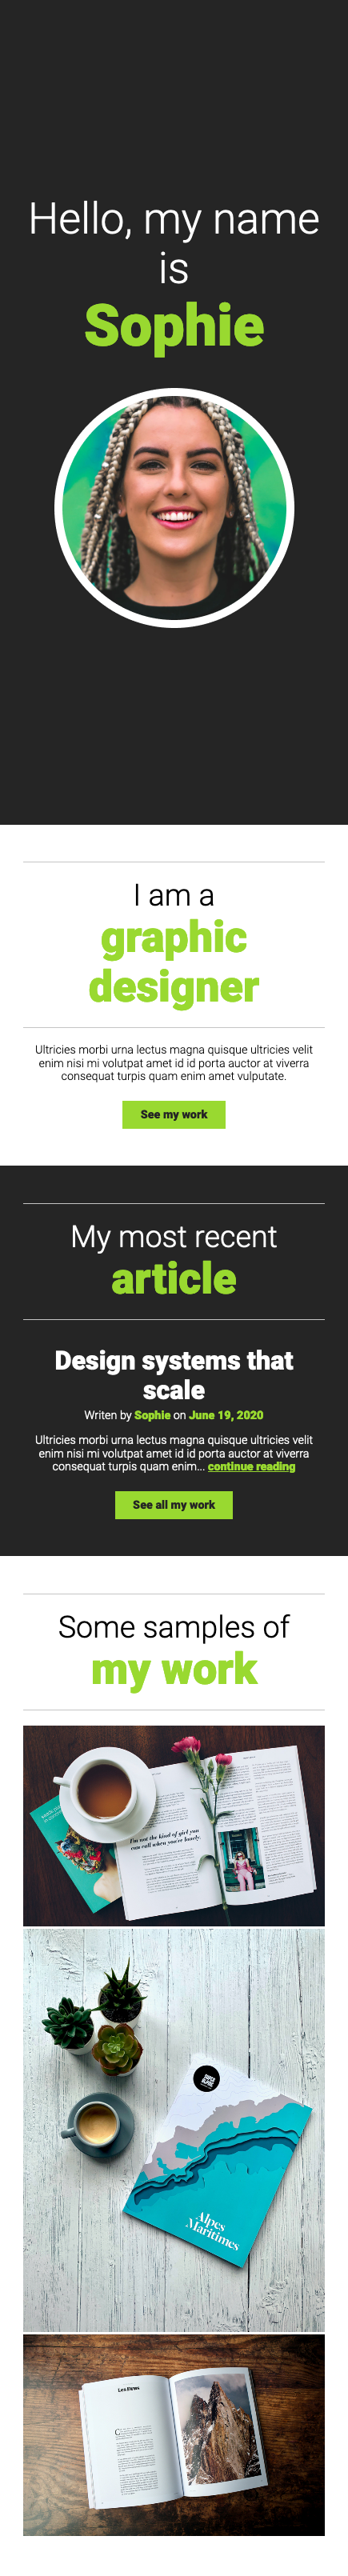 Hello, my name
is
Sophie
I am a
graphic
designer
Ultricies morbi urna lectus magna quisque ultricies velit
enim nisi mi volutpat amet id id porta auctor at viverra
consequat turpis quam enim amet vulputate.
See my work
My most recent
article
Design systems that
scale
Writen by Sophie on June 19, 2020
Ultricies morbi urna lectus magna quisque ultricies velit
enim nisi mi volutpat amet id id porta auctor at viverra
consequat turpis quam enim... continue reading
See all my work
Some samples of
my work
I'm not the kind of girl you
can call when you're lonely.
Alpes
Maritimes